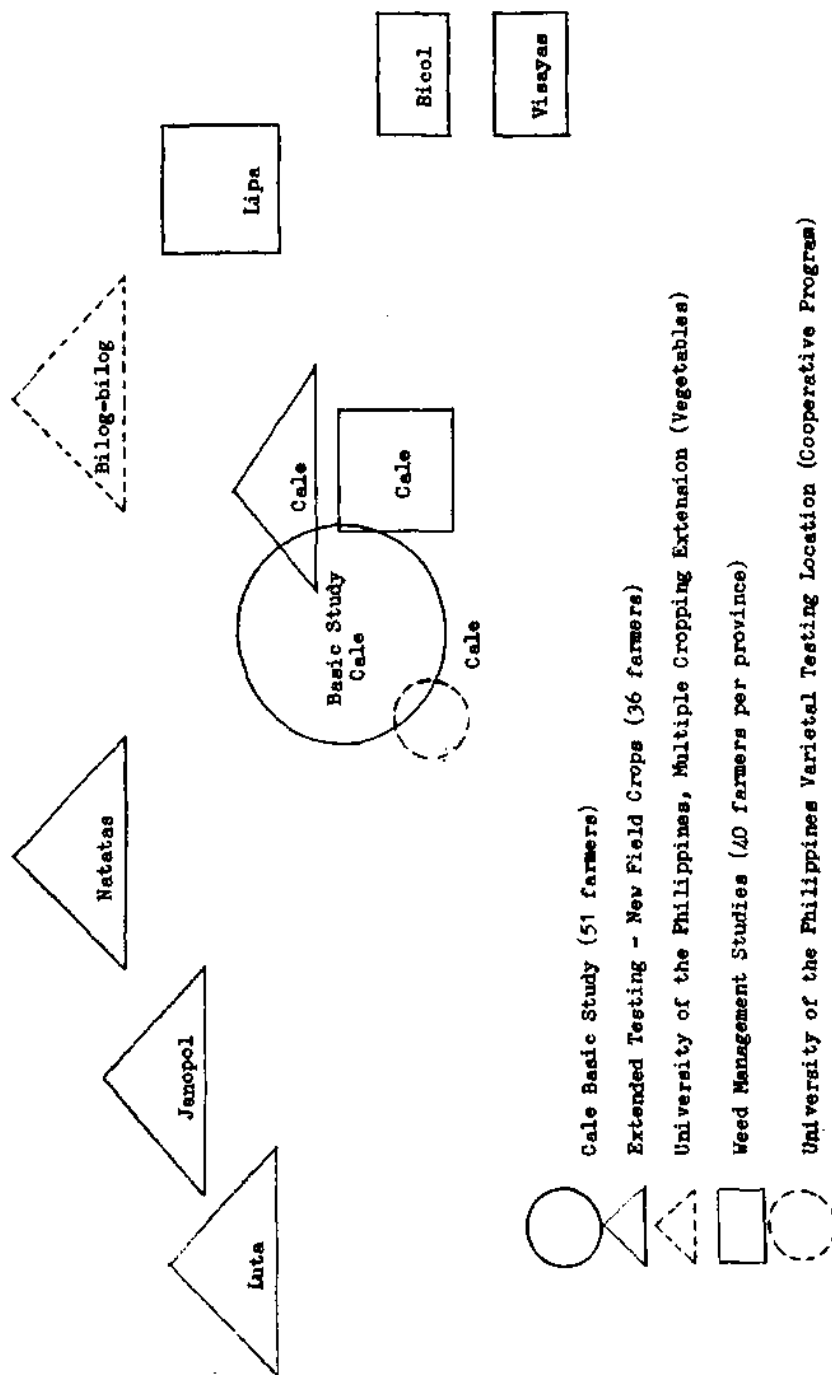 Natatas
Bilog-bilog
Janopol
Luta
Lipa
Cale
Basic Study
Cale
Cale
Bicol
Cale
Visayas
Cale Basic Study (51 farmers)
Extended Testing - New Field Crops (36 farmers)
University of the Philippines, Multiple Cropping Extension (Vegetables)
Weed Management Studies (40 farmers per province)
University of the Philippines Varietal Testing Location (Cooperative Program)